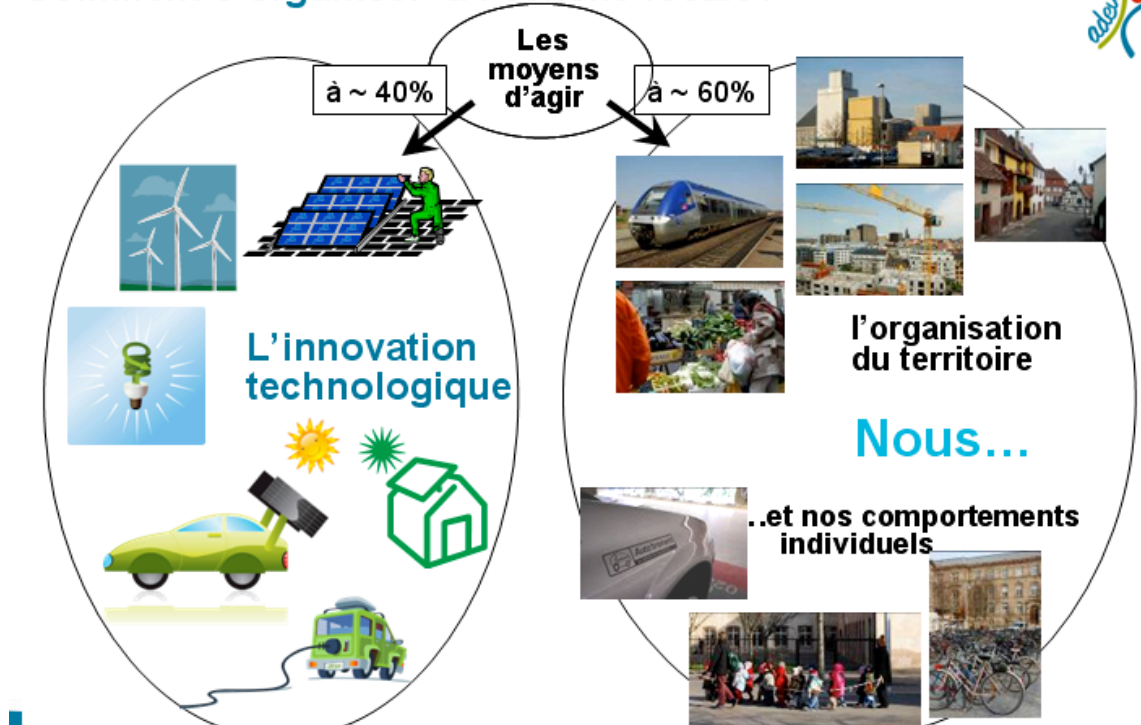 Les
moyens
d'agir
à ~ 40%
à ~ 60%
L'innovation
technologique
l'organisation
du territoire
Nous...
...et nos comportements
individuels